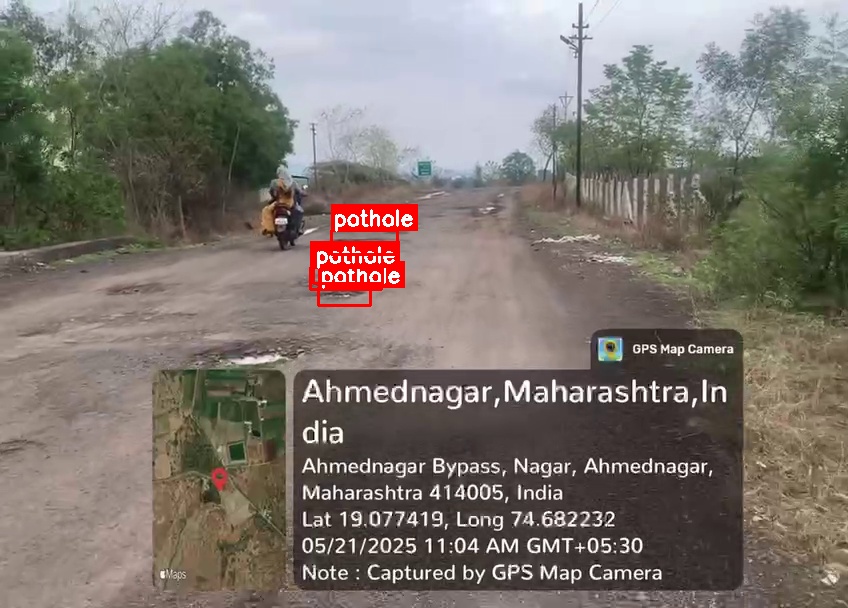 pothole
pothole
pothole
GPS Map Camera
Ahmednagar,Maharashtra,In
dia
Ahmednagar Bypass, Nagar, Ahmednagar,
Maharashtra 414005, India
Lat 19.077419, Long 74.682232
05/21/2025 11:04 AM GMT+05:30
Note : Captured by GPS Map Camera
Maps